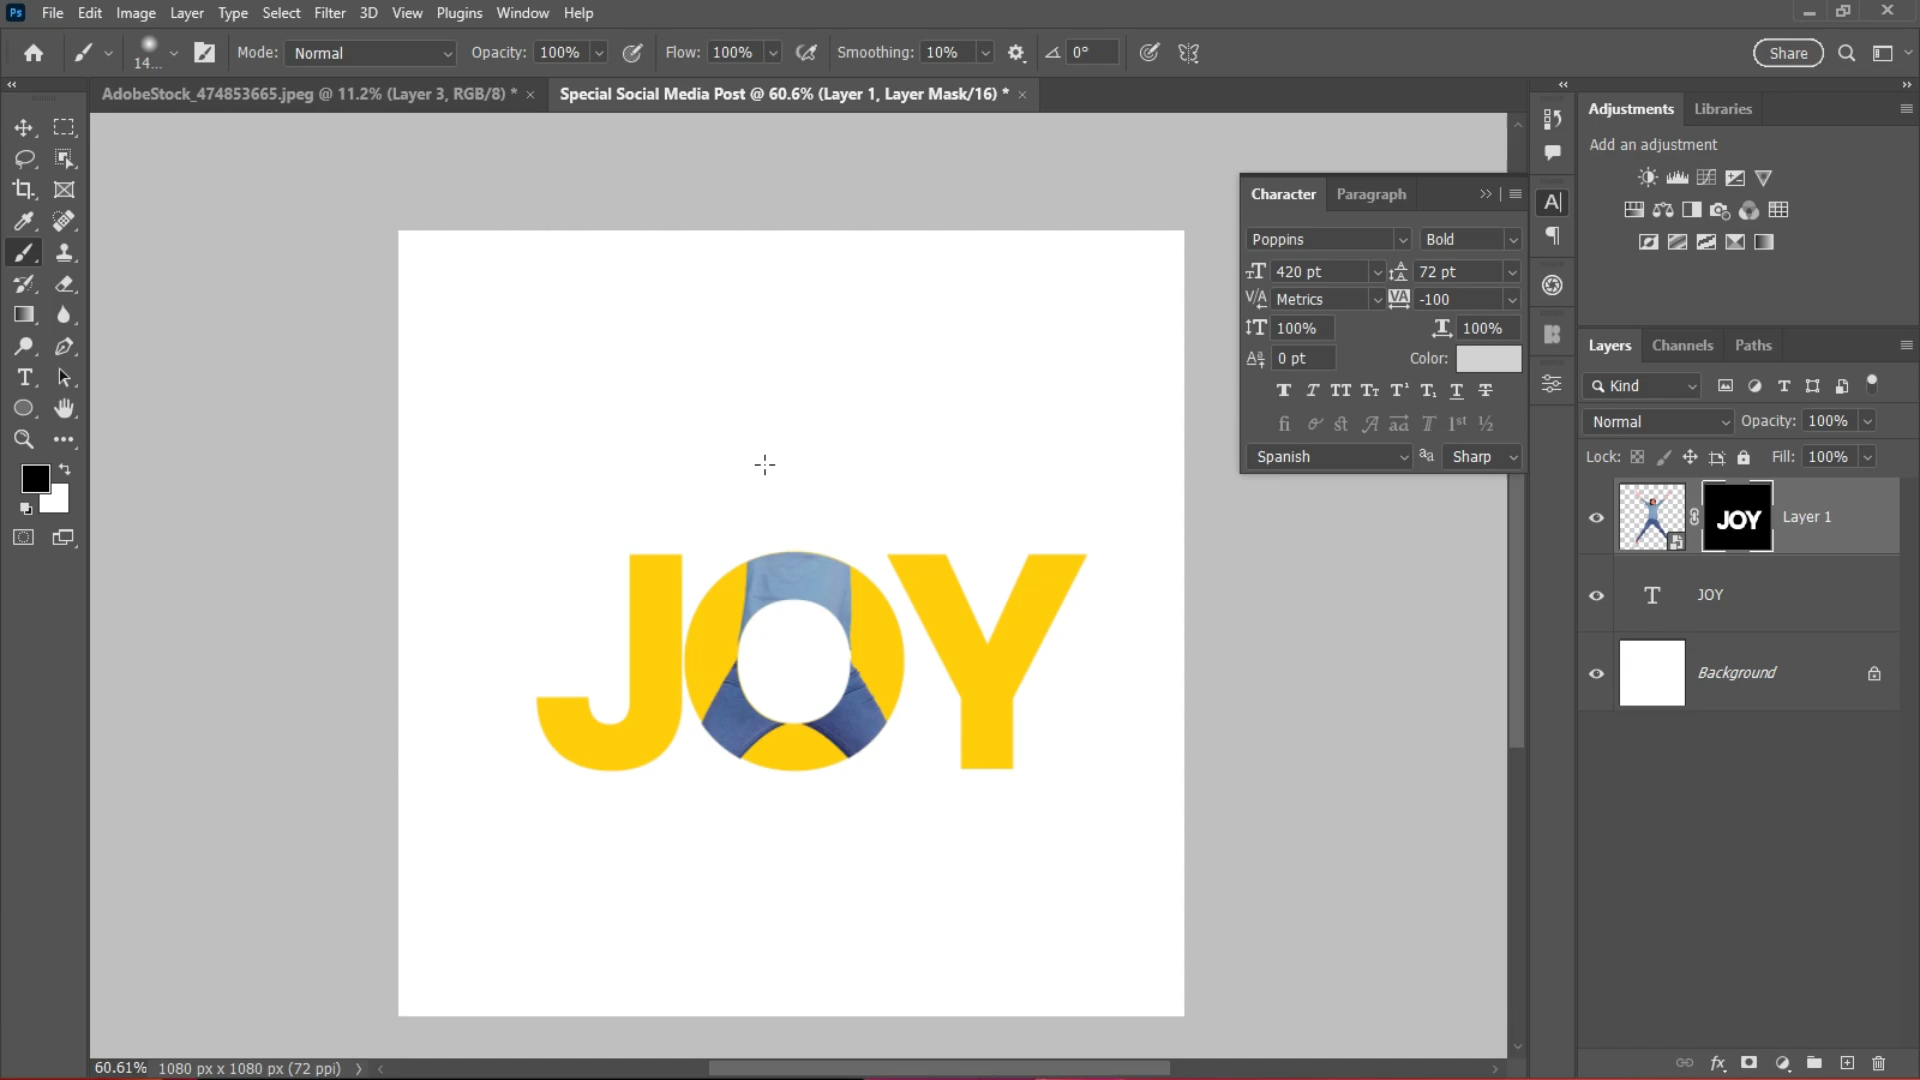 Ps File Edit Image Layer Type Select Filter 3D View Plugins Window Help
14... Mode: Normal Opacity: 100% Flow: 100% Smoothing: 10% 0° Share
AdobeStock_474853665.jpeg @ 11.2% (Layer 3, RGB/8) * × Special Social Media Post @ 60.6% (Layer 1, Layer Mask/16) * ×
Adjustments Libraries
Add an adjustment
Character Paragraph
Poppins Bold
420 pt 72 pt
Metrics -100
100% 100%
0 pt Color:
Spanish Sharp
Layers Channels Paths
Kind
Normal Opacity: 100%
Lock: Fill: 100%
JOY Layer 1
JOY
Background
JOY
60.61% 1080 px x 1080 px (72 ppi)